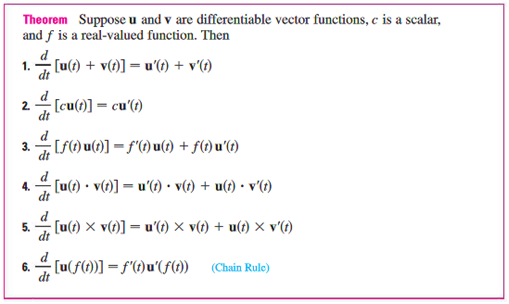 Theorem Suppose u and v are differentiable vector functions, c is a scalar,
and f is a real-valued function. Then
1. d/dt [u(t) + v(t)] = u′(t) + v′(t)
2. d/dt [cu(t)] = cu′(t)
3. d/dt [f(t) u(t)] = f′(t) u(t) + f(t) u′(t)
4. d/dt [u(t) · v(t)] = u′(t) · v(t) + u(t) · v′(t)
5. d/dt [u(t) × v(t)] = u′(t) × v(t) + u(t) × v′(t)
6. d/dt [u(f(t))] = f′(t)u′(f(t)) (Chain Rule)